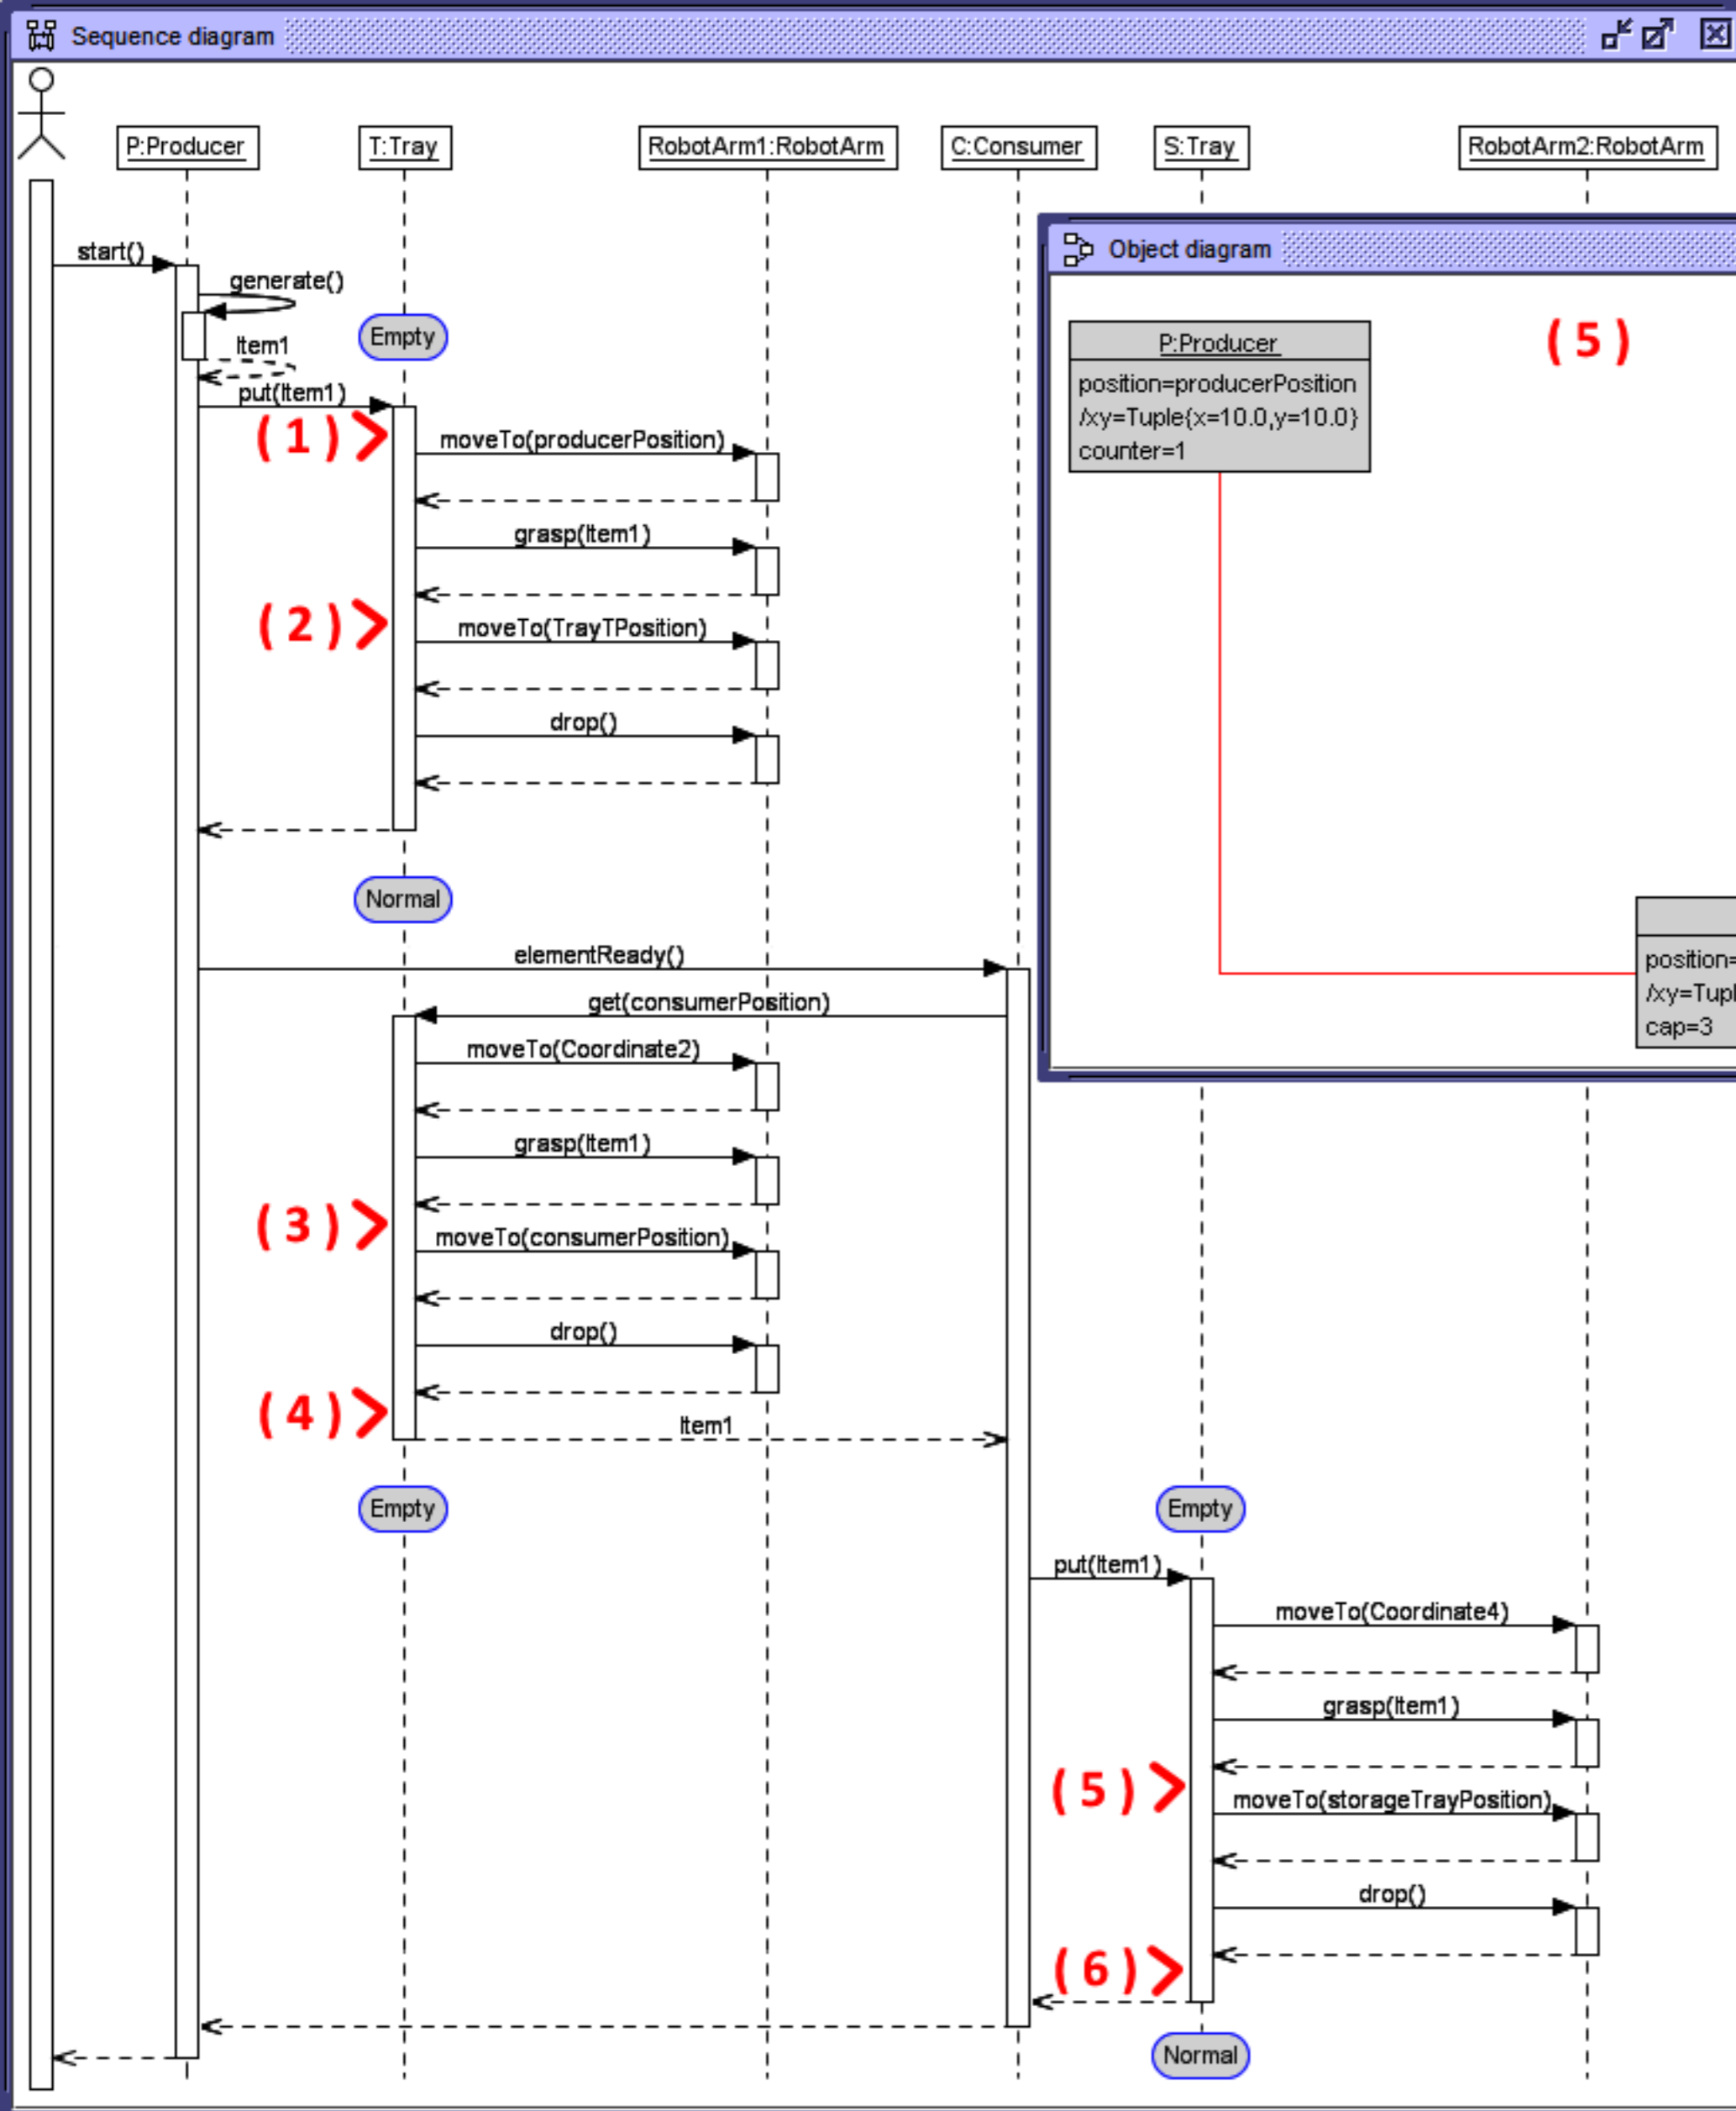 Sequence diagram
P:Producer
T:Tray
RobotArm1:RobotArm
C:Consumer
S:Tray
RobotArm2:RobotArm
start()
generate()
Empty
Item1
put(Item1)
( 1 )
moveTo(producerPosition)
grasp(Item1)
( 2 )
moveTo(TrayTPosition)
drop()
Normal
elementReady()
get(consumerPosition)
moveTo(Coordinate2)
grasp(Item1)
( 3 )
moveTo(consumerPosition)
drop()
( 4 )
Item1
Empty
Empty
put(Item1)
moveTo(Coordinate4)
grasp(Item1)
( 5 )
moveTo(storageTrayPosition)
drop()
( 6 )
Normal
Object diagram
( 5 )
P:Producer
position=producerPosition
/xy=Tuple{x=10.0,y=10.0}
counter=1
position=
/xy=Tupl
cap=3